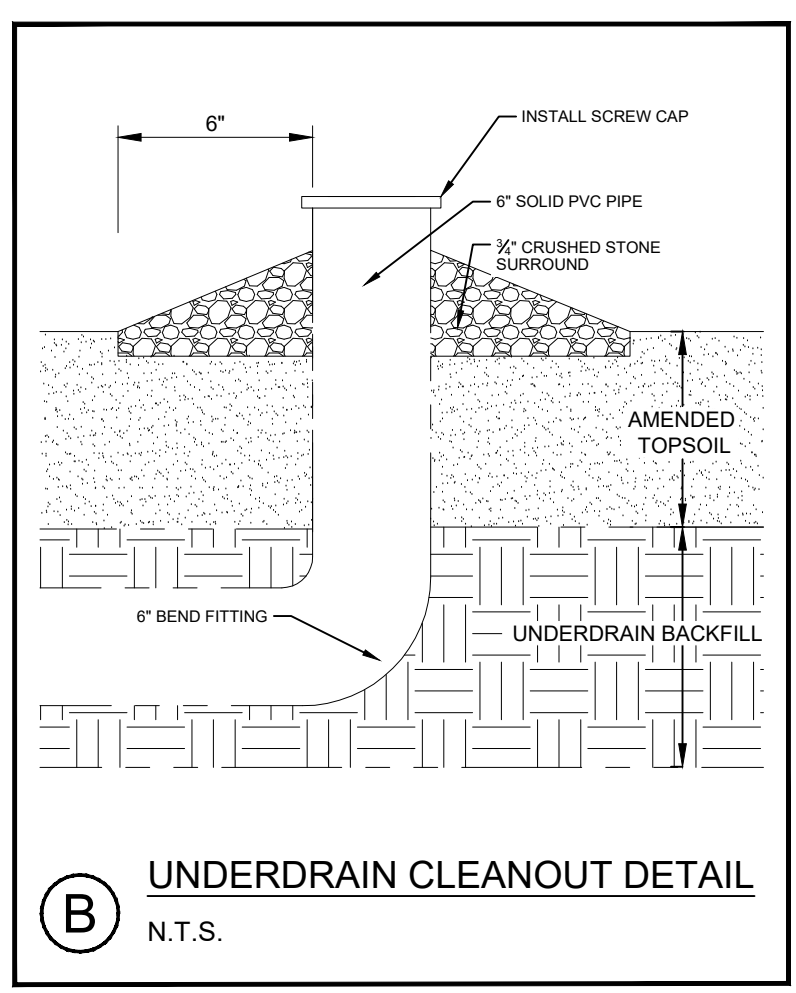 6"
INSTALL SCREW CAP
6" SOLID PVC PIPE
¾" CRUSHED STONE
SURROUND
AMENDED
TOPSOIL
6" BEND FITTING
UNDERDRAIN BACKFILL
B
UNDERDRAIN CLEANOUT DETAIL
N.T.S.